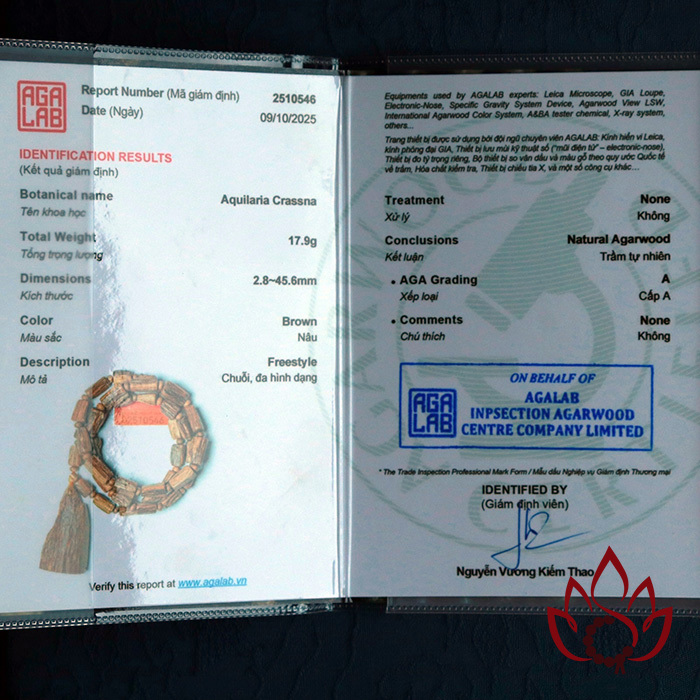 AGA
LAB
Report Number (Mã giám định) 2510546
Date (Ngày) 09/10/2025
IDENTIFICATION RESULTS
(Kết quả giám định)
Botanical name Aquilaria Crassna
Tên khoa học
Total Weight 17.9g
Tổng trọng lượng
Dimensions 2.8~45.6mm
Kích thước
Color Brown
Màu sắc Nâu
Description Freestyle
Mô tả Chuỗi, đa hình dạng
Verify this report at www.agalab.vn
Equipments used by AGALAB experts: Leica Microscope, GIA Loupe,
Electronic-Nose, Specific Gravity System Device, Agarwood View LSW,
International Agarwood Color System, A&BA tester chemical, X-ray system,
others...
Trang thiết bị được sử dụng bởi đội ngũ chuyên viên AGALAB: Kính hiển vi Leica,
kính phóng đại GIA, Thiết bị lưu mùi kỹ thuật số (“mũi điện tử” – electronic-nose),
Thiết bị đo tỷ trọng riêng, Bộ thiết bị so vân dầu và màu gỗ theo quy ước Quốc tế
về trầm, Hóa chất kiểm tra, Thiết bị chiếu tia X, và một số công cụ khác...
Treatment None
Xử lý Không
Conclusions Natural Agarwood
Kết luận Trầm tự nhiên
• AGA Grading A
Xếp loại Cấp A
• Comments None
Chú thích Không
ON BEHALF OF
AGA
LAB
AGALAB
INPSECTION AGARWOOD
CENTRE COMPANY LIMITED
* The Trade Inspection Professional Mark Form / Mẫu dấu Nghiệp vụ Giám định Thương mại
IDENTIFIED BY
(Giám định viên)
Nguyễn Vương Kiếm Thao